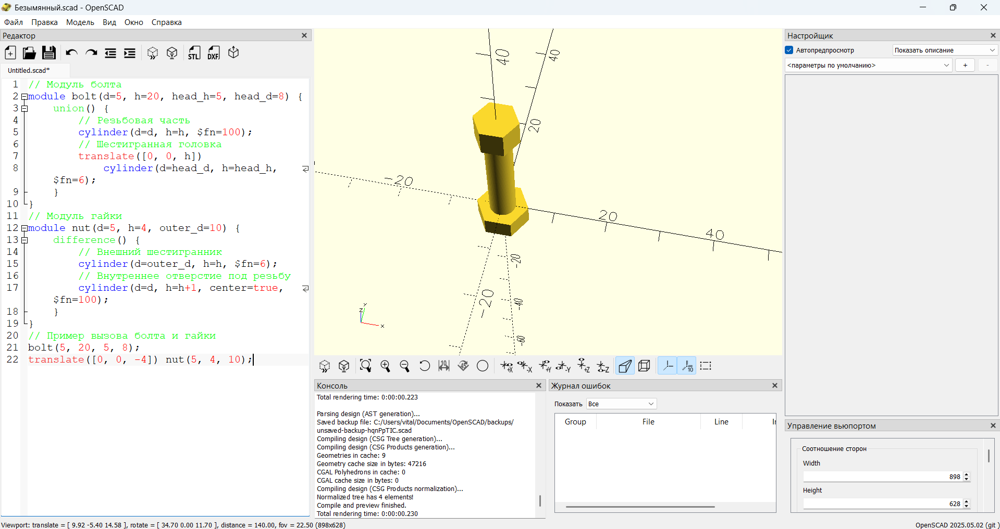 Безымянный.scad - OpenSCAD
Файл Правка Модель Вид Окно Справка
Редактор
STL DXF
Untitled.scad*
1 // Модуль болта
2 module bolt(d=5, h=20, head_h=5, head_d=8) {
3 union() {
4 // Резьбовая часть
5 cylinder(d=d, h=h, $fn=100);
6 // Шестигранная головка
7 translate([0, 0, h])
8 cylinder(d=head_d, h=head_h,
$fn=6);
9 }
10 }
11 // Модуль гайки
12 module nut(d=5, h=4, outer_d=10) {
13 difference() {
14 // Внешний шестигранник
15 cylinder(d=outer_d, h=h, $fn=6);
16 // Внутреннее отверстие под резьбу
17 cylinder(d=d, h=h+1, center=true,
$fn=100);
18 }
19 }
20 // Пример вызова болта и гайки
21 bolt(5, 20, 5, 8);
22 translate([0, 0, -4]) nut(5, 4, 10);
40
40
20
-20
20
40
-20
-20
-40
-60
Y
Z
X
10 +X -X +Y -Y +Z -Z 10
Консоль
Total rendering time: 0:00:00.223
Parsing design (AST generation)...
Saved backup file: C:/Users/vital/Documents/OpenSCAD/backups/
unsaved-backup-hqnPpTIC.scad
Compiling design (CSG Tree generation)...
Compiling design (CSG Products generation)...
Geometries in cache: 9
Geometry cache size in bytes: 47216
CGAL Polyhedrons in cache: 0
CGAL cache size in bytes: 0
Compiling design (CSG Products normalization)...
Normalized tree has 4 elements!
Compile and preview finished.
Total rendering time: 0:00:00.230
Журнал ошибок
Показать Все
Group File Line
Настройщик
Автопредпросмотр Показать описание
<параметры по умолчанию> + -
Управление вьюпортом
Соотношение сторон
Width
898
Height
628
Viewport: translate = [ 9.92 -5.40 14.58 ], rotate = [ 34.70 0.00 11.70 ], distance = 140.00, fov = 22.50 (898x628)
OpenSCAD 2025.05.02 (git )